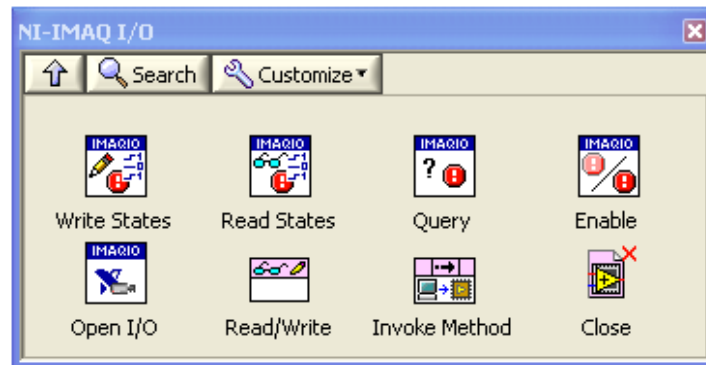 NI-IMAQ I/O
Search Customize
IMAQIO IMAQIO IMAQIO IMAQIO
Write States Read States Query Enable
IMAQIO
Open I/O Read/Write Invoke Method Close